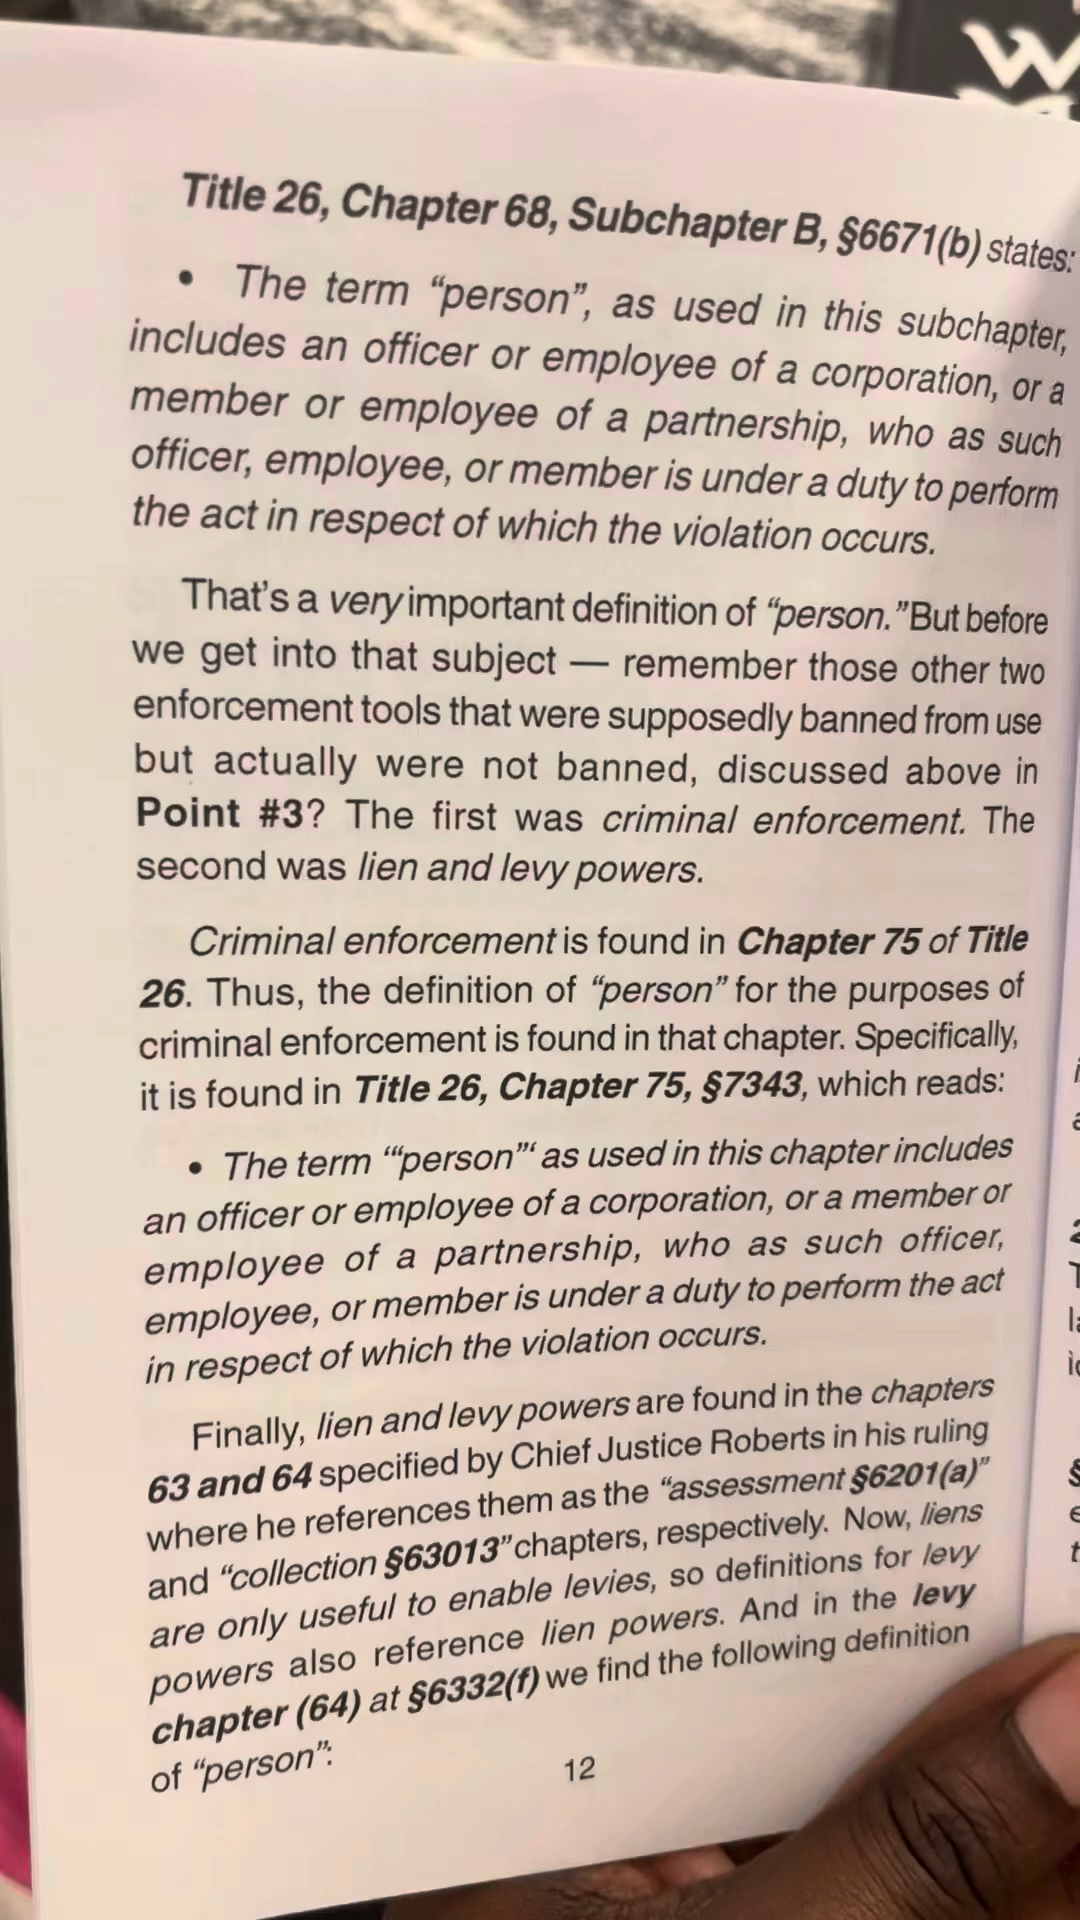 W
Title 26, Chapter 68, Subchapter B, §6671(b) states:
• The term “person”, as used in this subchapter,
includes an officer or employee of a corporation, or a
member or employee of a partnership, who as such
officer, employee, or member is under a duty to perform
the act in respect of which the violation occurs.
That’s a very important definition of “person.” But before
we get into that subject — remember those other two
enforcement tools that were supposedly banned from use
but actually were not banned, discussed above in
Point #3? The first was criminal enforcement. The
second was lien and levy powers.
Criminal enforcement is found in Chapter 75 of Title
26. Thus, the definition of “person” for the purposes of
criminal enforcement is found in that chapter. Specifically,
it is found in Title 26, Chapter 75, §7343, which reads:
• The term “‘person”‘ as used in this chapter includes
an officer or employee of a corporation, or a member or
employee of a partnership, who as such officer,
employee, or member is under a duty to perform the act
in respect of which the violation occurs.
Finally, lien and levy powers are found in the chapters
63 and 64 specified by Chief Justice Roberts in his ruling
where he references them as the “assessment §6201(a)”
and “collection §63013” chapters, respectively. Now, liens
are only useful to enable levies, so definitions for levy
powers also reference lien powers. And in the levy
chapter (64) at §6332(f) we find the following definition
of “person”:
12